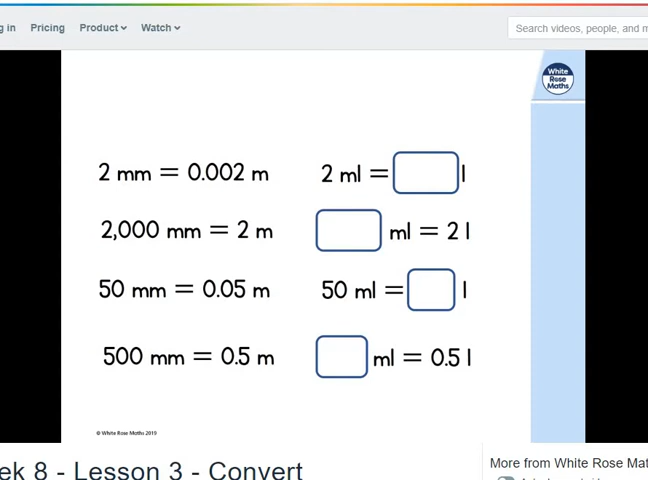 g in Pricing Product Watch
Search videos, people, and m
White
Rose
Maths
2 mm = 0.002 m 2 ml = l
2,000 mm = 2 m ml = 2 l
50 mm = 0.05 m 50 ml = l
500 mm = 0.5 m ml = 0.5 l
© White Rose Maths 2019
ek 8 - Lesson 3 - Convert
More from White Rose Mat